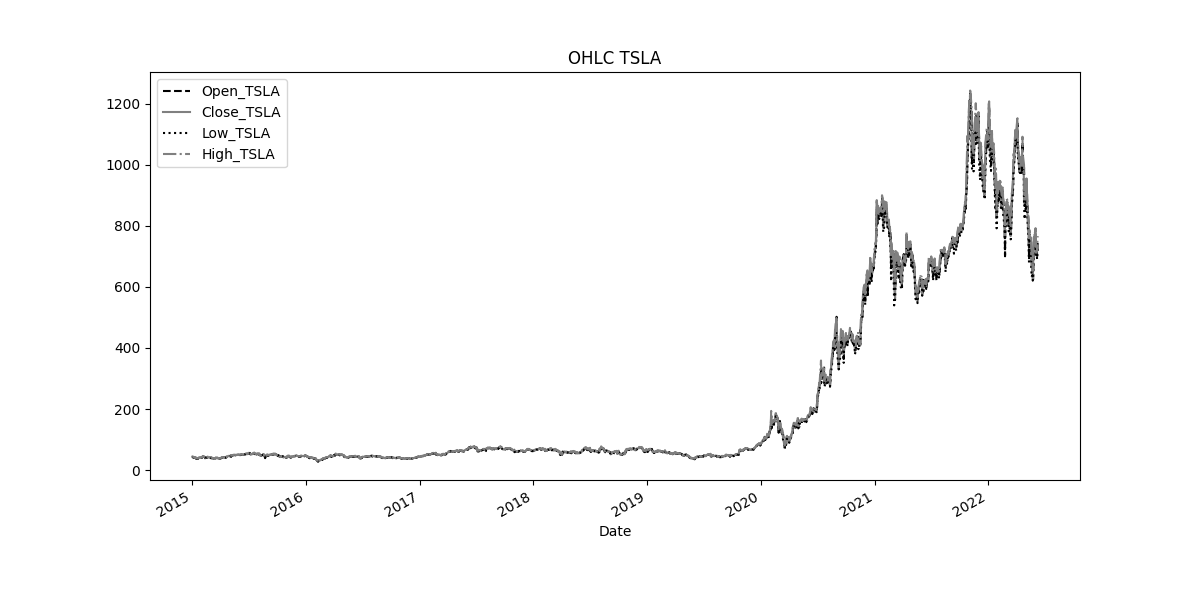 OHLC TSLA
Open_TSLA
Close_TSLA
Low_TSLA
High_TSLA
1200
1000
800
600
400
200
0
2015 2016 2017 2018 2019 2020 2021 2022
Date